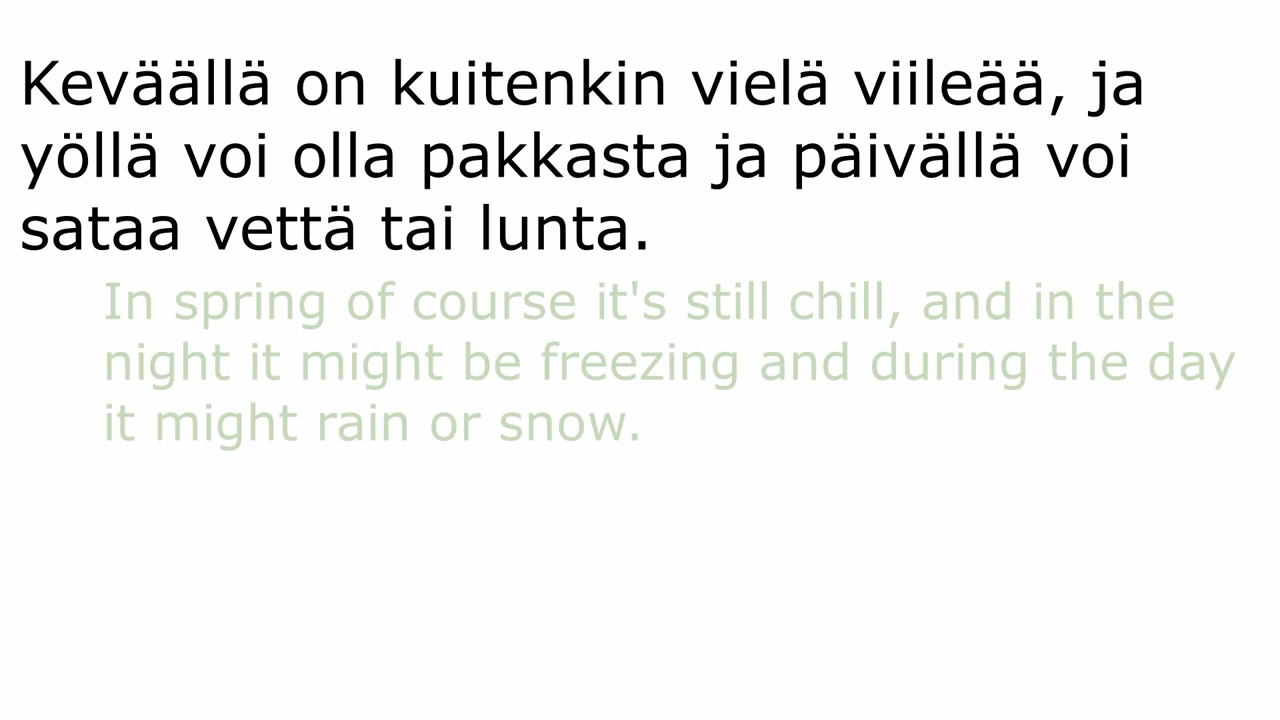 Keväällä on kuitenkin vielä viileää, ja
yöllä voi olla pakkasta ja päivällä voi
sataa vettä tai lunta.
In spring of course it's still chill, and in the
night it might be freezing and during the day
it might rain or snow.